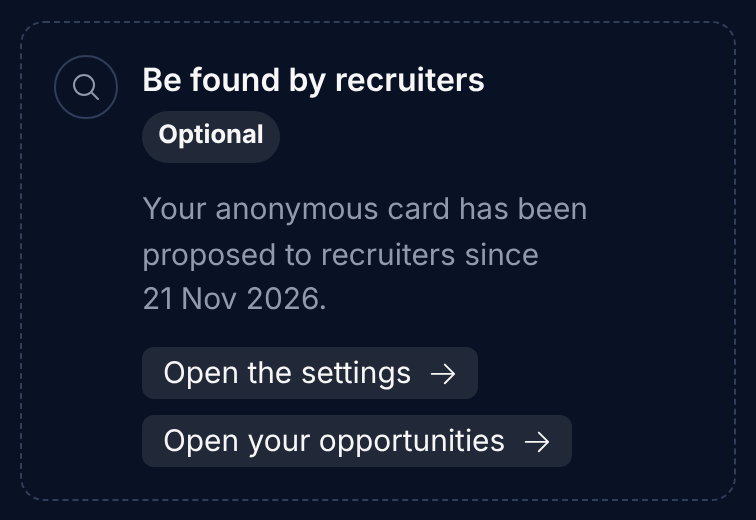 Be found by recruiters
Optional
Your anonymous card has been
proposed to recruiters since
21 Nov 2026.
Open the settings →
Open your opportunities →